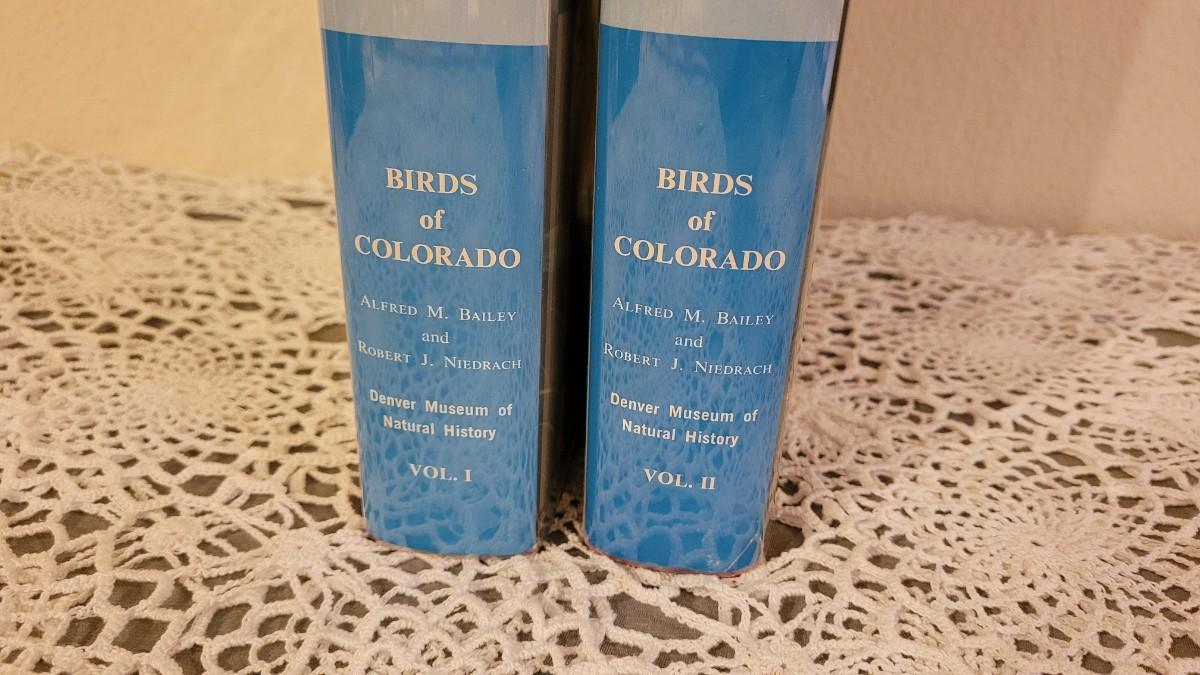 BIRDS
of
COLORADO
ALFRED M. BAILEY
and
ROBERT J. NIEDRACH
Denver Museum of
Natural History
VOL. I
BIRDS
of
COLORADO
ALFRED M. BAILEY
and
ROBERT J. NIEDRACH
Denver Museum of
Natural History
VOL. II